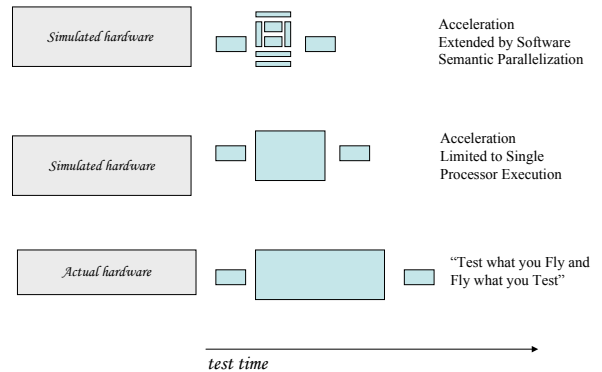 Simulated hardware
Acceleration
Extended by Software
Semantic Parallelization
Simulated hardware
Acceleration
Limited to Single
Processor Execution
Actual hardware
“Test what you Fly and
Fly what you Test”
test time